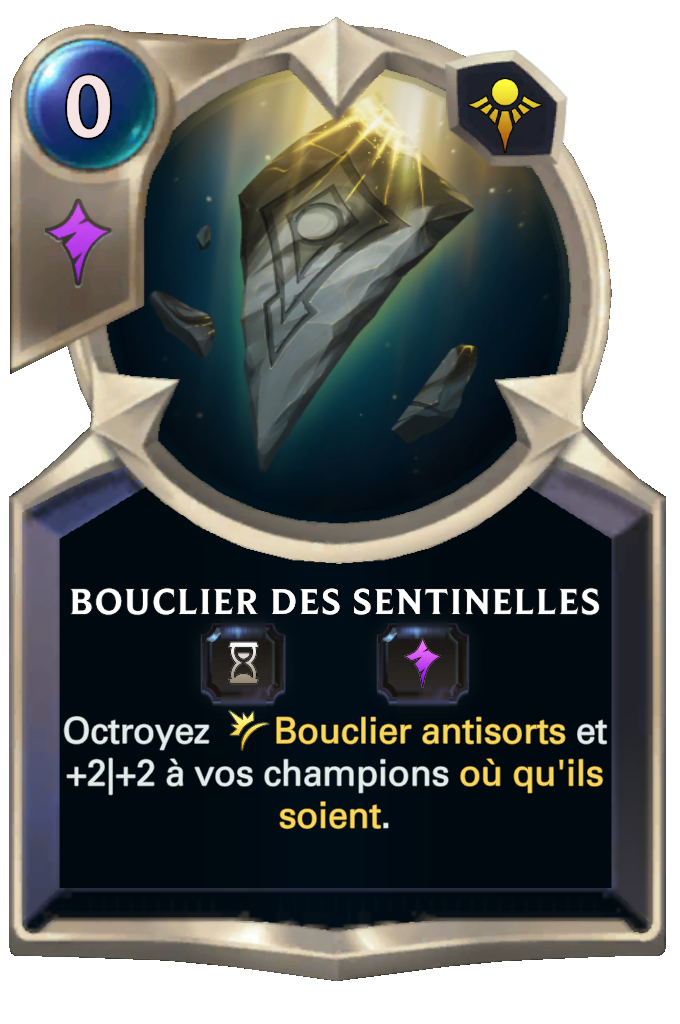 0
BOUCLIER DES SENTINELLES
Octroyez Bouclier antisorts et
+2|+2 à vos champions où qu'ils
soient.